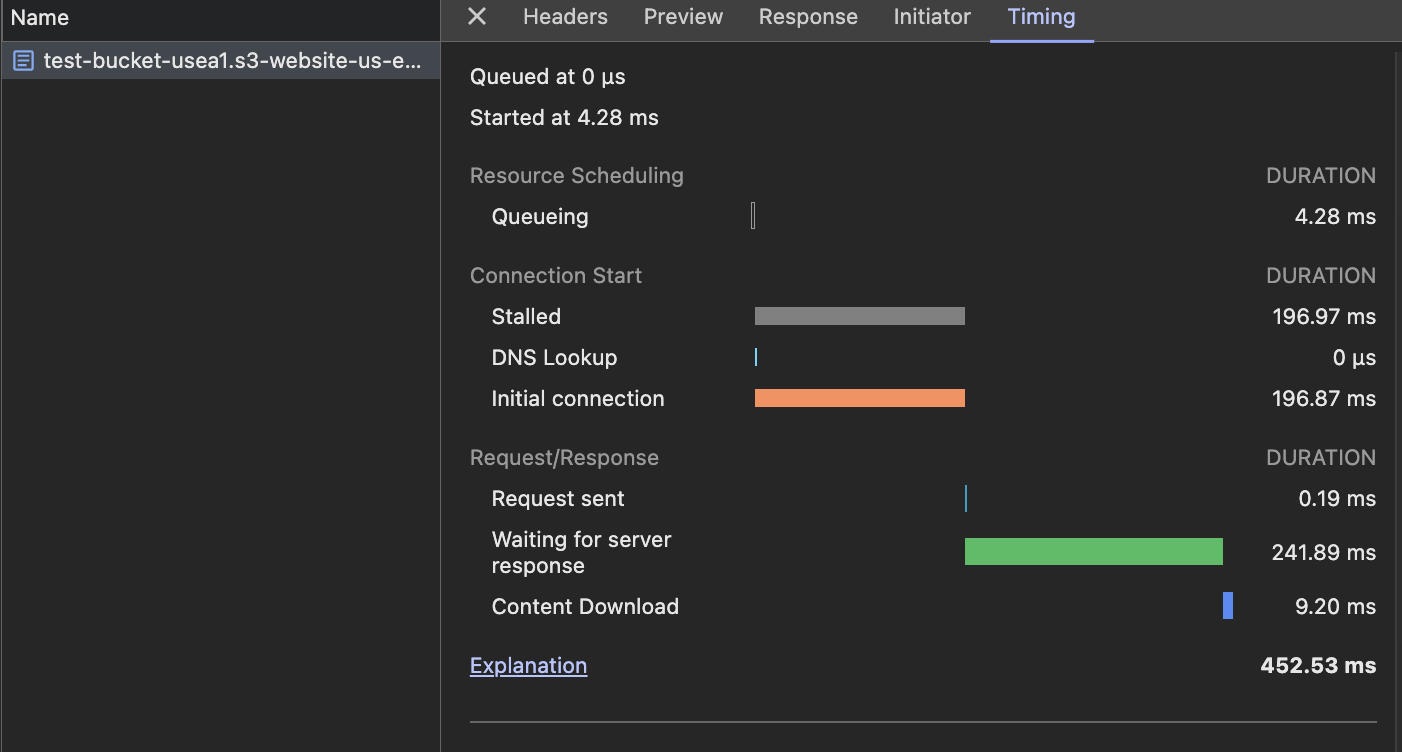 Name
Headers Preview Response Initiator Timing
test-bucket-usea1.s3-website-us-e...
Queued at 0 µs
Started at 4.28 ms
Resource Scheduling DURATION
Queueing 4.28 ms
Connection Start DURATION
Stalled 196.97 ms
DNS Lookup 0 µs
Initial connection 196.87 ms
Request/Response DURATION
Request sent 0.19 ms
Waiting for server
response 241.89 ms
Content Download 9.20 ms
Explanation 452.53 ms